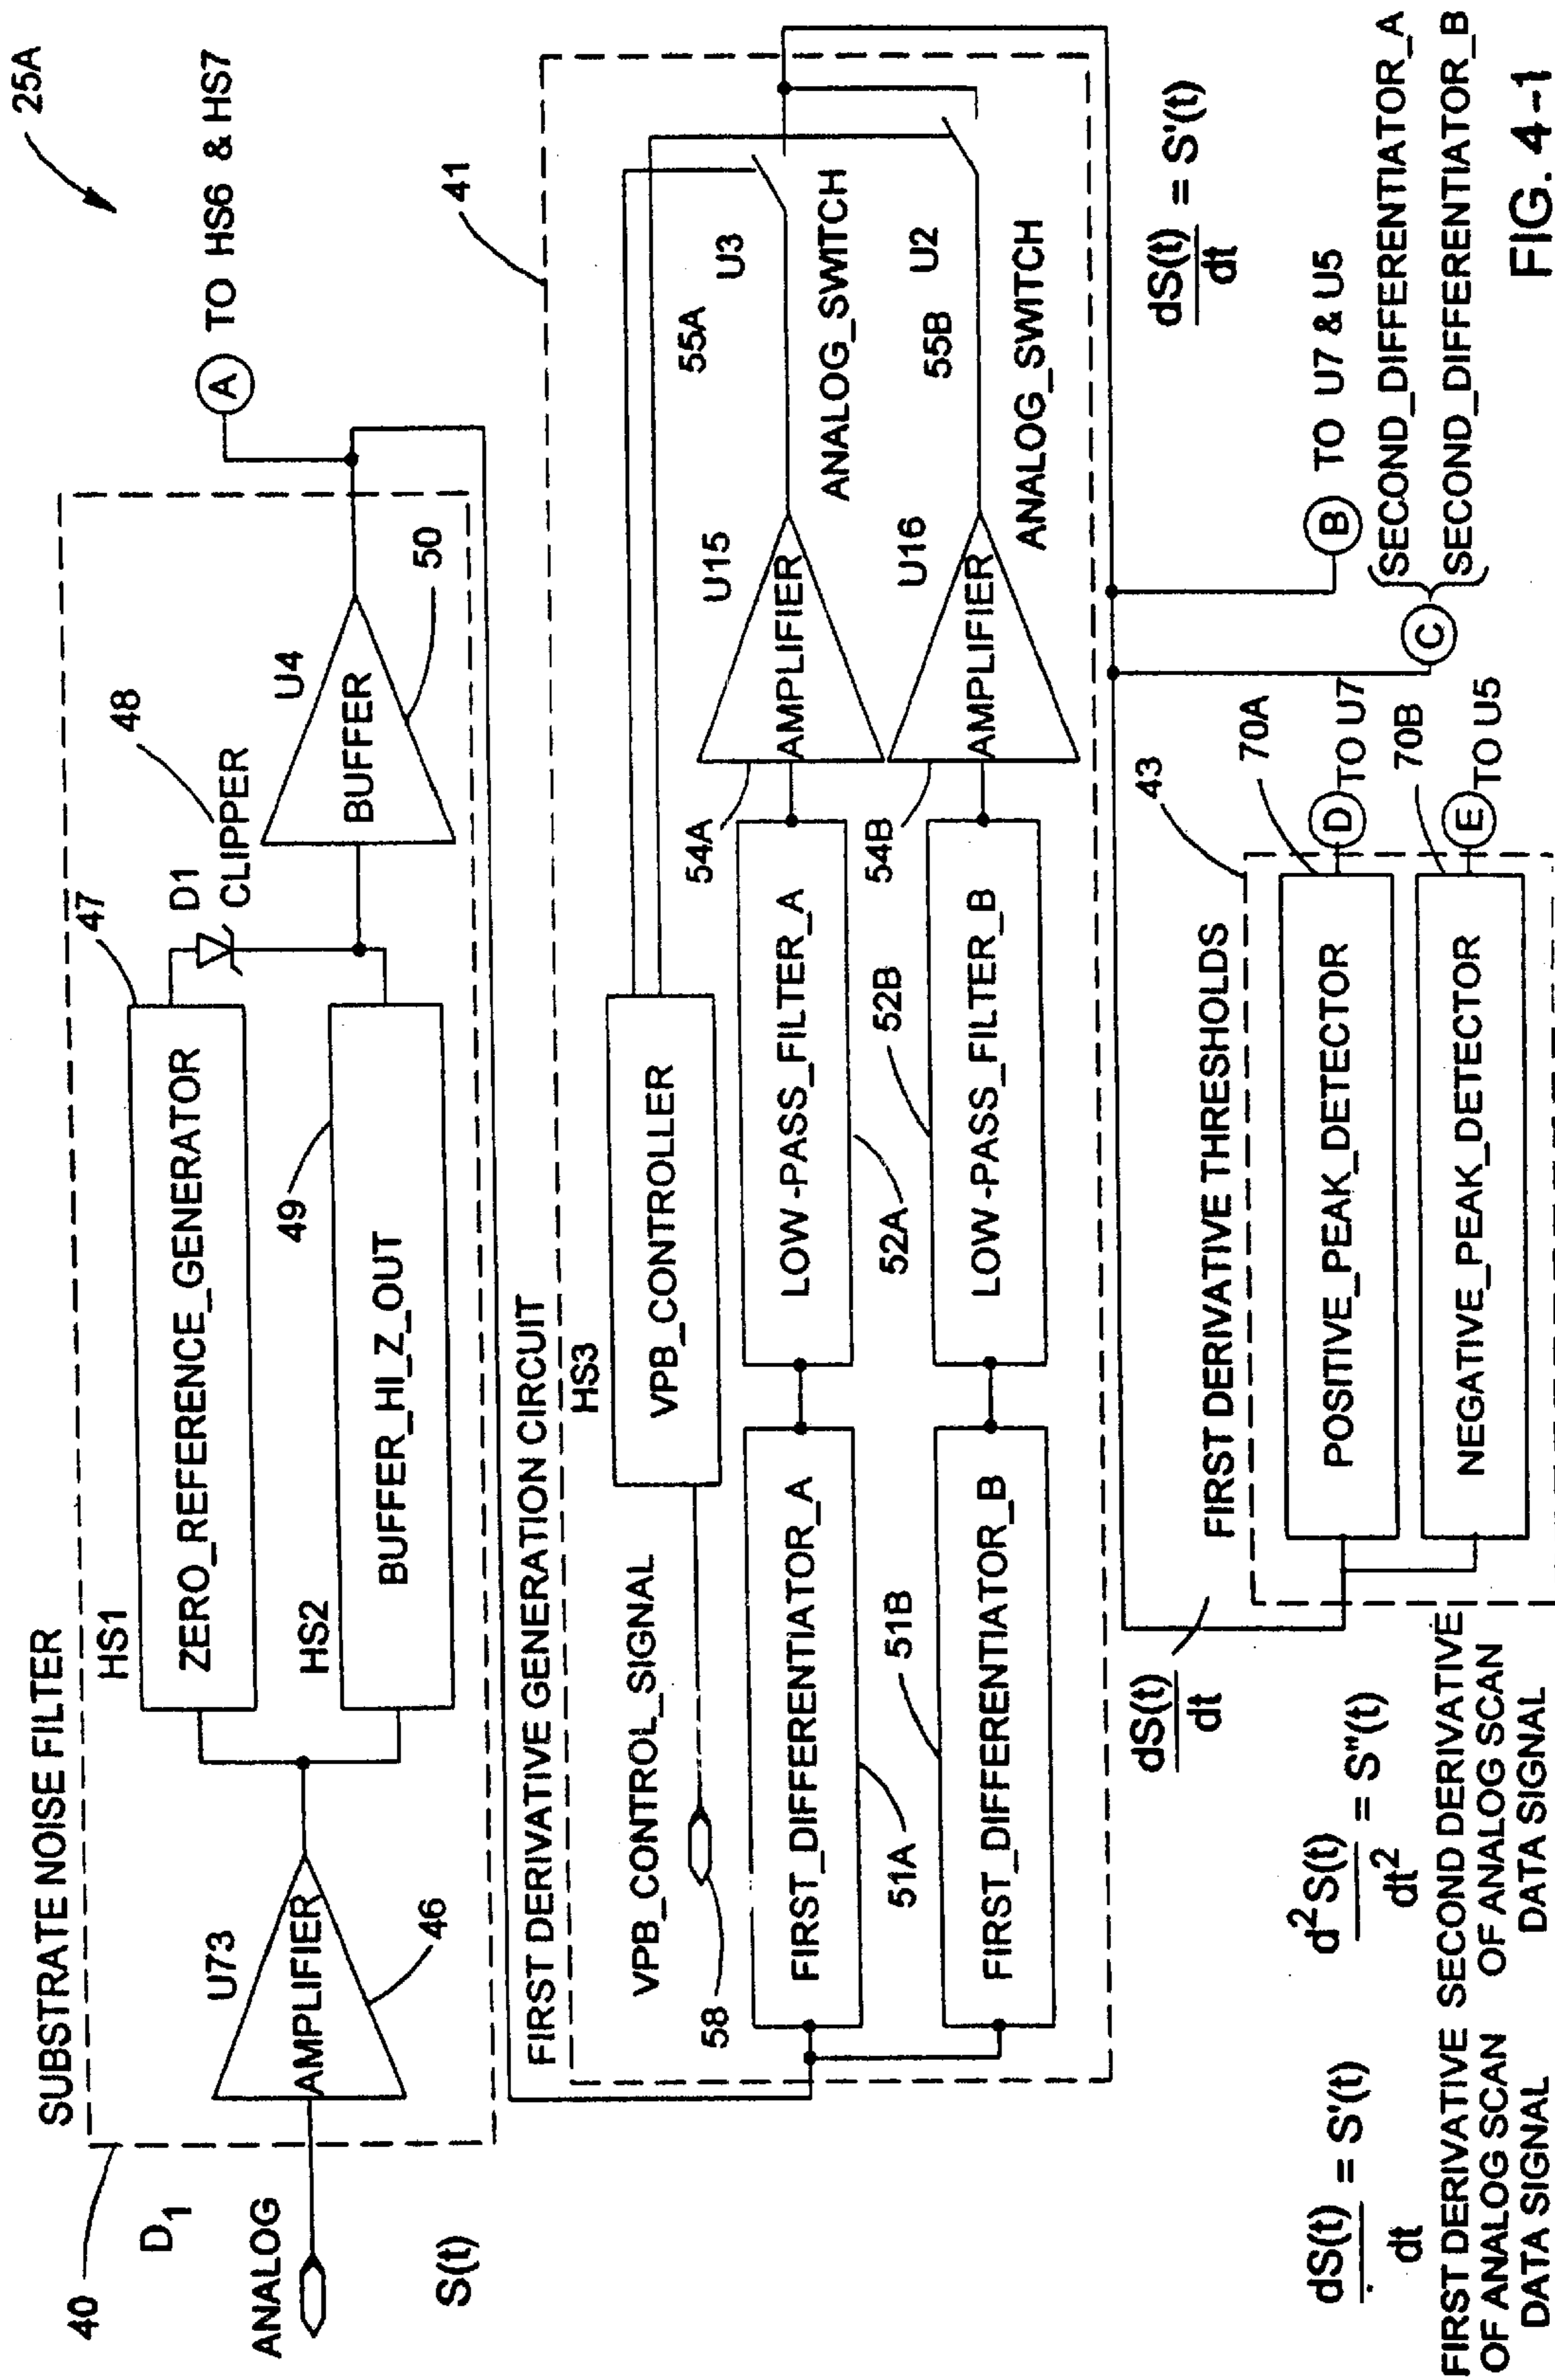 25A
SUBSTRATE NOISE FILTER
40
D1
ANALOG
S(t)
U73
AMPLIFIER
46
HS1
ZERO_REFERENCE_GENERATOR
47
HS2
BUFFER_HI_Z_OUT
49
D1
CLIPPER
48
U4
BUFFER
50
A TO HS6 & HS7
FIRST DERIVATIVE GENERATION CIRCUIT
41
HS3
VPB_CONTROLLER
VPB_CONTROL_SIGNAL
58
FIRST_DIFFERENTIATOR_A
51A
LOW-PASS_FILTER_A
52A
54A
U15
AMPLIFIER
55A
U3
ANALOG_SWITCH
FIRST_DIFFERENTIATOR_B
51B
LOW-PASS_FILTER_B
52B
54B
U16
AMPLIFIER
55B
U2
ANALOG_SWITCH
dS(t)
dt
= S'(t)
B TO U7 & U5
C
SECOND_DIFFERENTIATOR_A
SECOND_DIFFERENTIATOR_B
FIRST DERIVATIVE THRESHOLDS
43
dS(t)
dt
POSITIVE_PEAK_DETECTOR
70A
D TO U7
NEGATIVE_PEAK_DETECTOR
70B
E TO U5
dS(t)
dt
= S'(t)
FIRST DERIVATIVE
OF ANALOG SCAN
DATA SIGNAL
d²S(t)
dt²
= S"(t)
SECOND DERIVATIVE
OF ANALOG SCAN
DATA SIGNAL
FIG. 4-1